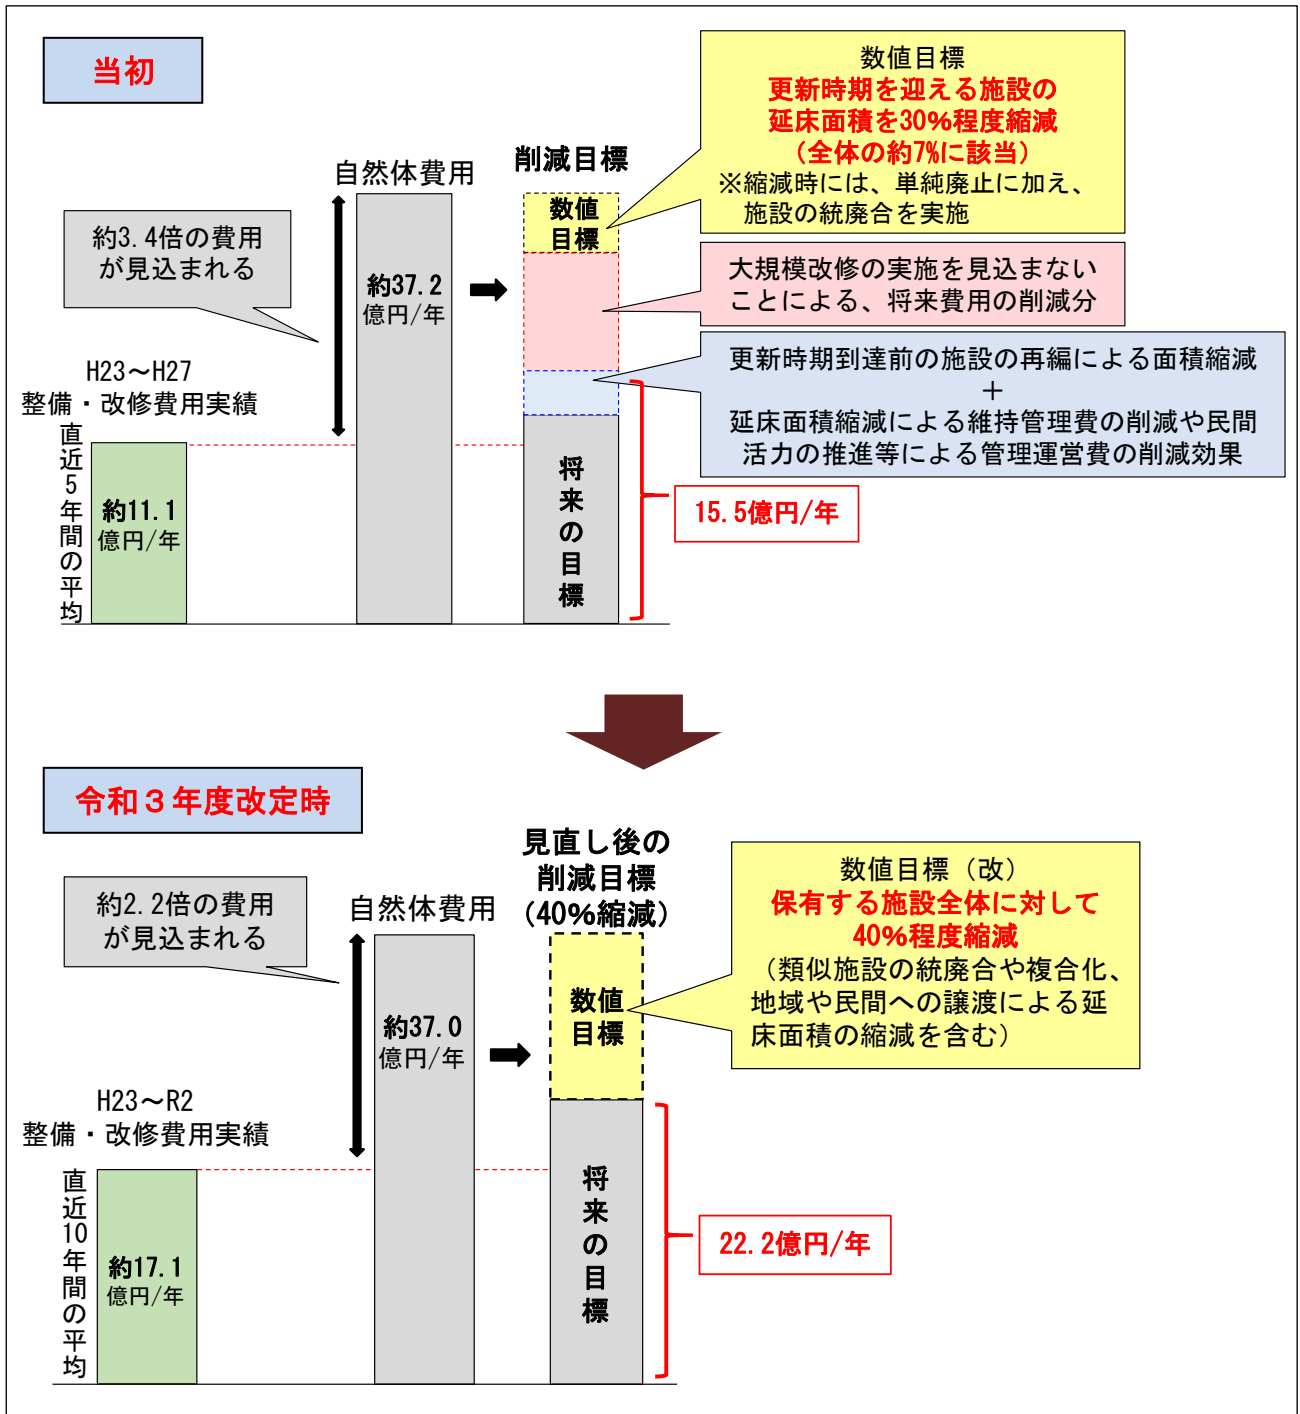 当初
数値目標
更新時期を迎える施設の
延床面積を30%程度縮減
(全体の約7%に該当)
※縮減時には、単純廃止に加え、
施設の統廃合を実施
自然体費用
削減目標
約3.4倍の費用
が見込まれる
数値
目標
大規模改修の実施を見込まない
ことによる、将来費用の削減分
約37.2
億円/年
更新時期到達前の施設の再編による面積縮減
+
延床面積縮減による維持管理費の削減や民間
活力の推進等による管理運営費の削減効果
H23~H27
整備・改修費用実績
直近5年間の平均
約11.1
億円/年
将来の目標
15.5億円/年
令和3年度改定時
見直し後の
削減目標
(40%縮減)
自然体費用
約2.2倍の費用
が見込まれる
数値目標(改)
保有する施設全体に対して
40%程度縮減
(類似施設の統廃合や複合化、
地域や民間への譲渡による延
床面積の縮減を含む)
数値
目標
約37.0
億円/年
H23~R2
整備・改修費用実績
直近10年間の平均
約17.1
億円/年
将来の目標
22.2億円/年